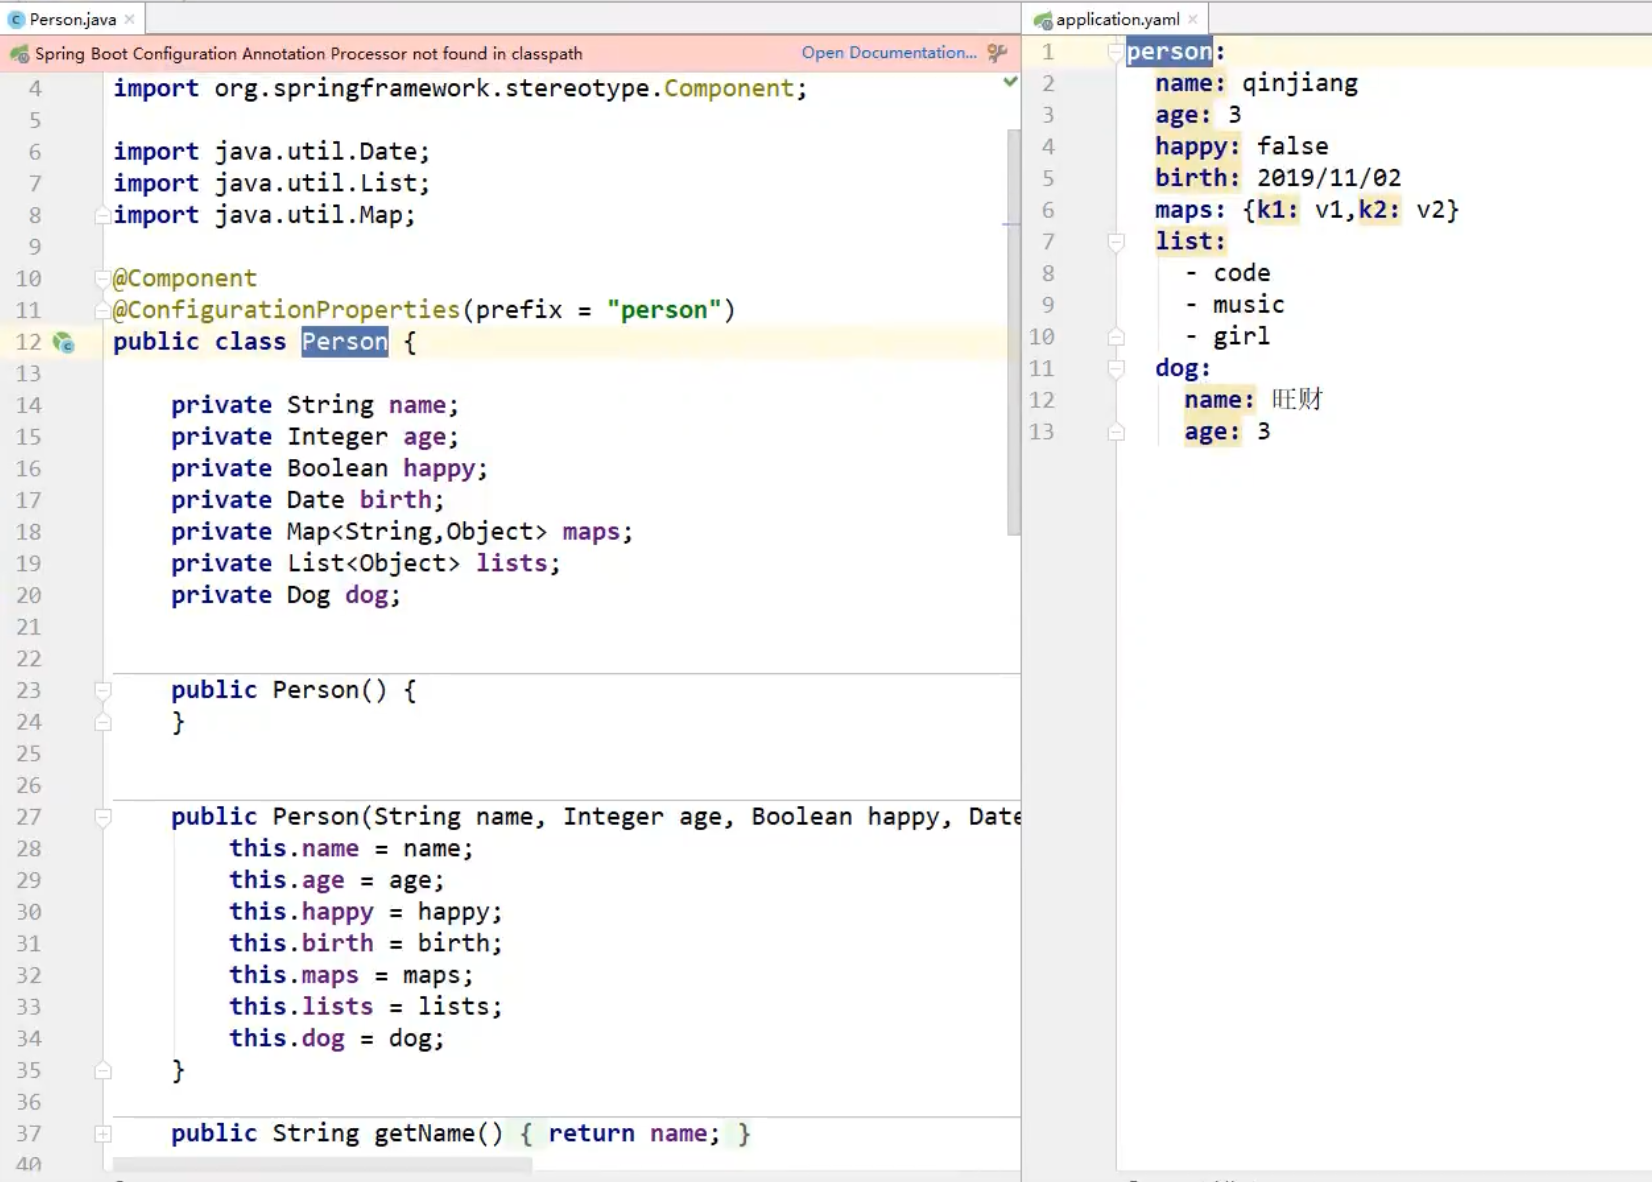 Person.java
Spring Boot Configuration Annotation Processor not found in classpath Open Documentation...
4 import org.springframework.stereotype.Component;
5
6 import java.util.Date;
7 import java.util.List;
8 import java.util.Map;
9
10 @Component
11 @ConfigurationProperties(prefix = "person")
12 public class Person {
13
14 private String name;
15 private Integer age;
16 private Boolean happy;
17 private Date birth;
18 private Map<String,Object> maps;
19 private List<Object> lists;
20 private Dog dog;
21
22
23 public Person() {
24 }
25
26
27 public Person(String name, Integer age, Boolean happy, Date
28 this.name = name;
29 this.age = age;
30 this.happy = happy;
31 this.birth = birth;
32 this.maps = maps;
33 this.lists = lists;
34 this.dog = dog;
35 }
36
37 public String getName() { return name; }
40
application.yaml
1 person:
2 name: qinjiang
3 age: 3
4 happy: false
5 birth: 2019/11/02
6 maps: {k1: v1,k2: v2}
7 list:
8 - code
9 - music
10 - girl
11 dog:
12 name: 旺财
13 age: 3